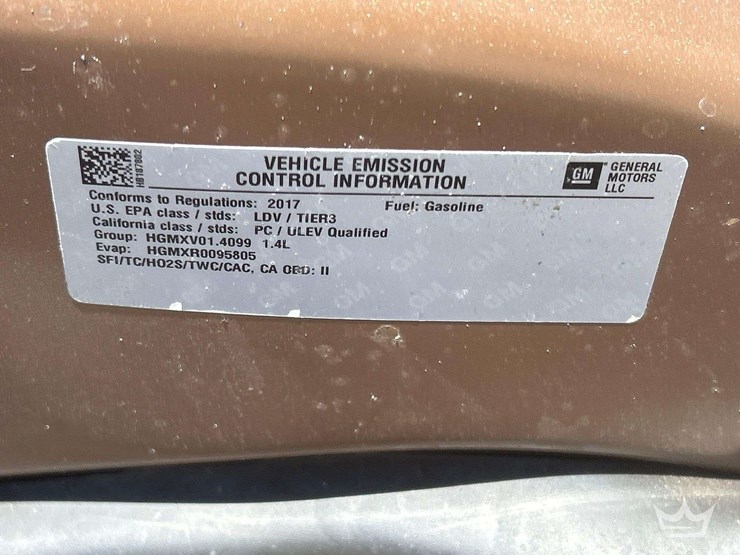 VEHICLE EMISSION
CONTROL INFORMATION
GM GENERAL
MOTORS
LLC
HB187802
Conforms to Regulations: 2017 Fuel: Gasoline
U.S. EPA class / stds: LDV / TIER3
California class / stds: PC / ULEV Qualified
Group: HGMXV01.4099 1.4L
Evap: HGMXR0095805
SFI/TC/HO2S/TWC/CAC, CA OBD: II